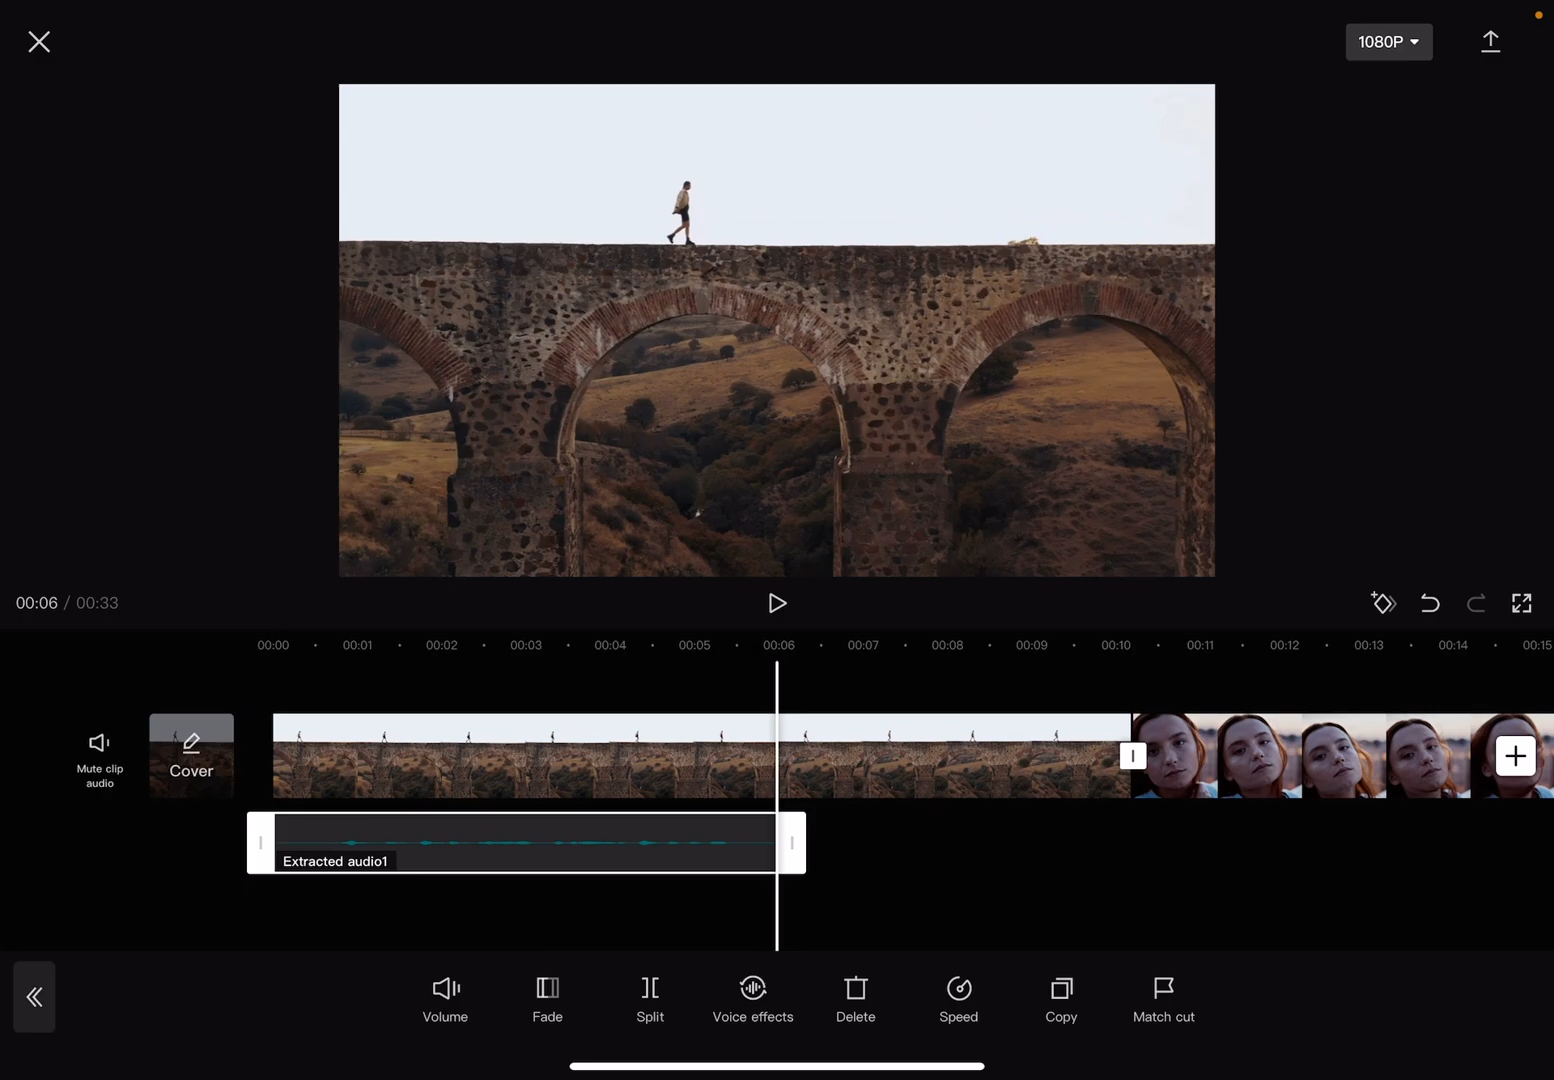 1080P
00:06 / 00:33
00:00 00:01 00:02 00:03 00:04 00:05 00:06 00:07 00:08 00:09 00:10 00:11 00:12 00:13 00:14 00:15
Mute clip
audio
Cover
Extracted audio1
Volume Fade Split Voice effects Delete Speed Copy Match cut